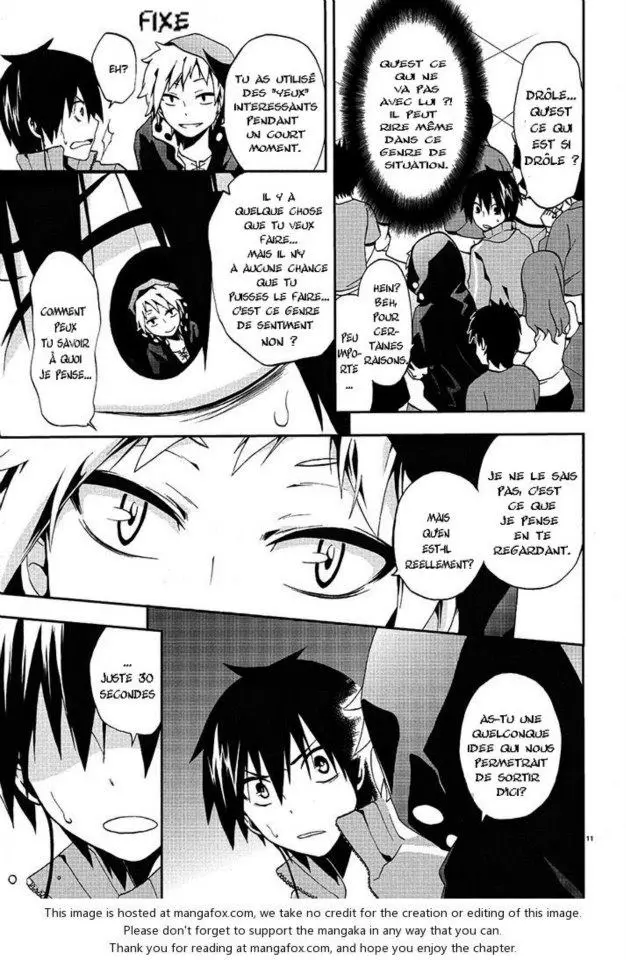 DRÔLE...
QU'EST
CE QUI
EST SI
DRÔLE ?
QU'EST CE
QUI NE
VA PAS
AVEC LUI ?!
IL PEUT
RIRE MÊME
DANS CE
GENRE DE
SITUATION.
HEIN?
BEH,
POUR
CER-
TAINES
RAISONS.
PEU
IMPOR-
TE
...
FIXE
TU AS UTILISÉ
DES "YEUX"
INTERESSANTS
PENDANT
UN COURT
MOMENT.
EH?
IL Y À
QUELQUE CHOSE
QUE TU VEUX
FAIRE...
MAIS IL N'Y
À AUCUNE CHANCE
QUE TU
PUISSES LE FAIRE...
C'EST CE GENRE
DE SENTIMENT
NON ?
COMMENT
PEUX
TU SAVOIR
À QUOI
JE PENSE...
JE NE LE SAIS
PAS, C'EST
CE QUE
JE PENSE
EN TE
REGARDANT.
MAIS
QU'EN
EST-IL
REELLEMENT?
AS-TU UNE
QUELCONQUE
IDEE QUI NOUS
PERMETRAIT
DE SORTIR
D'ICI?
...
JUSTE 30
SECONDES
11
This image is hosted at mangafox.com, we take no credit for the creation or editing of this image.
Please don't forget to support the mangaka in any way that you can.
Thank you for reading at mangafox.com, and hope you enjoy the chapter.